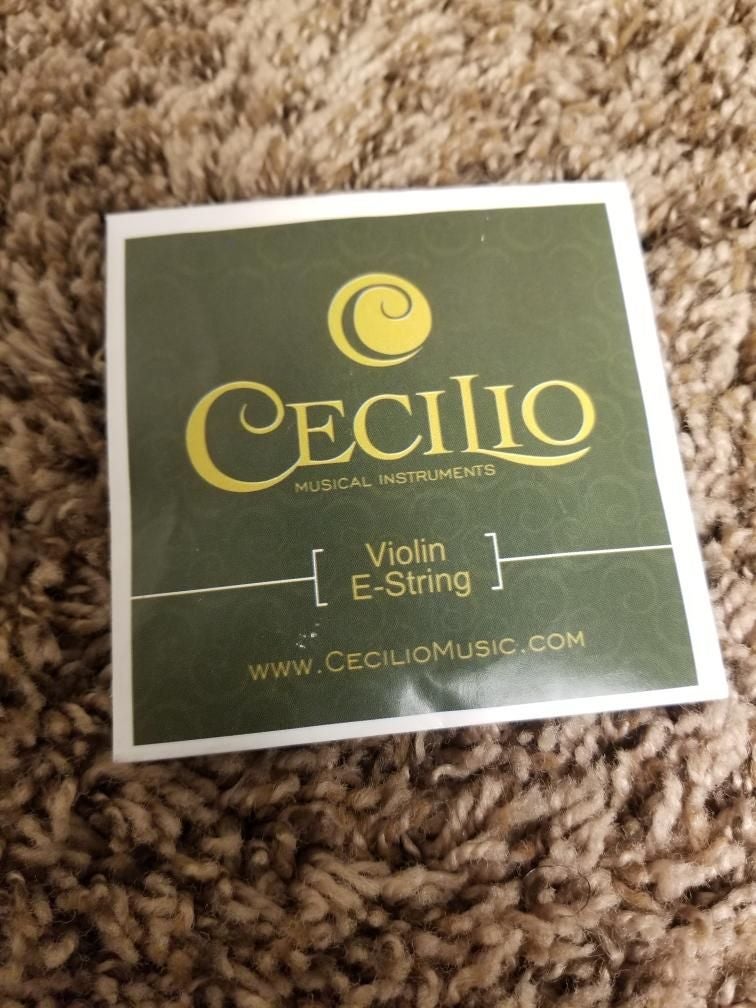 CECILIO
MUSICAL INSTRUMENTS
Violin
E-String
www.CecilioMusic.com